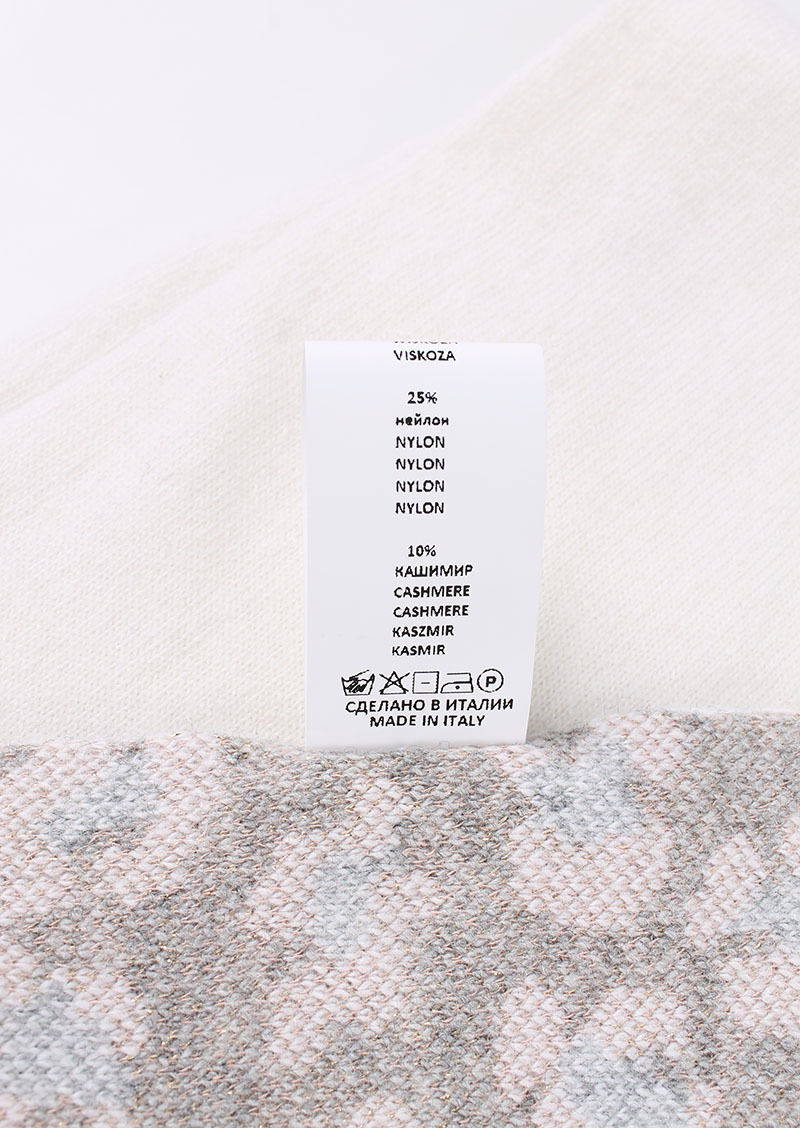 VISKOZA
25%
нейлон
NYLON
NYLON
NYLON
NYLON
10%
КАШИМИР
CASHMERE
CASHMERE
KASZMIR
KASMIR
P
СДЕЛАНО В ИТАЛИИ
MADE IN ITALY